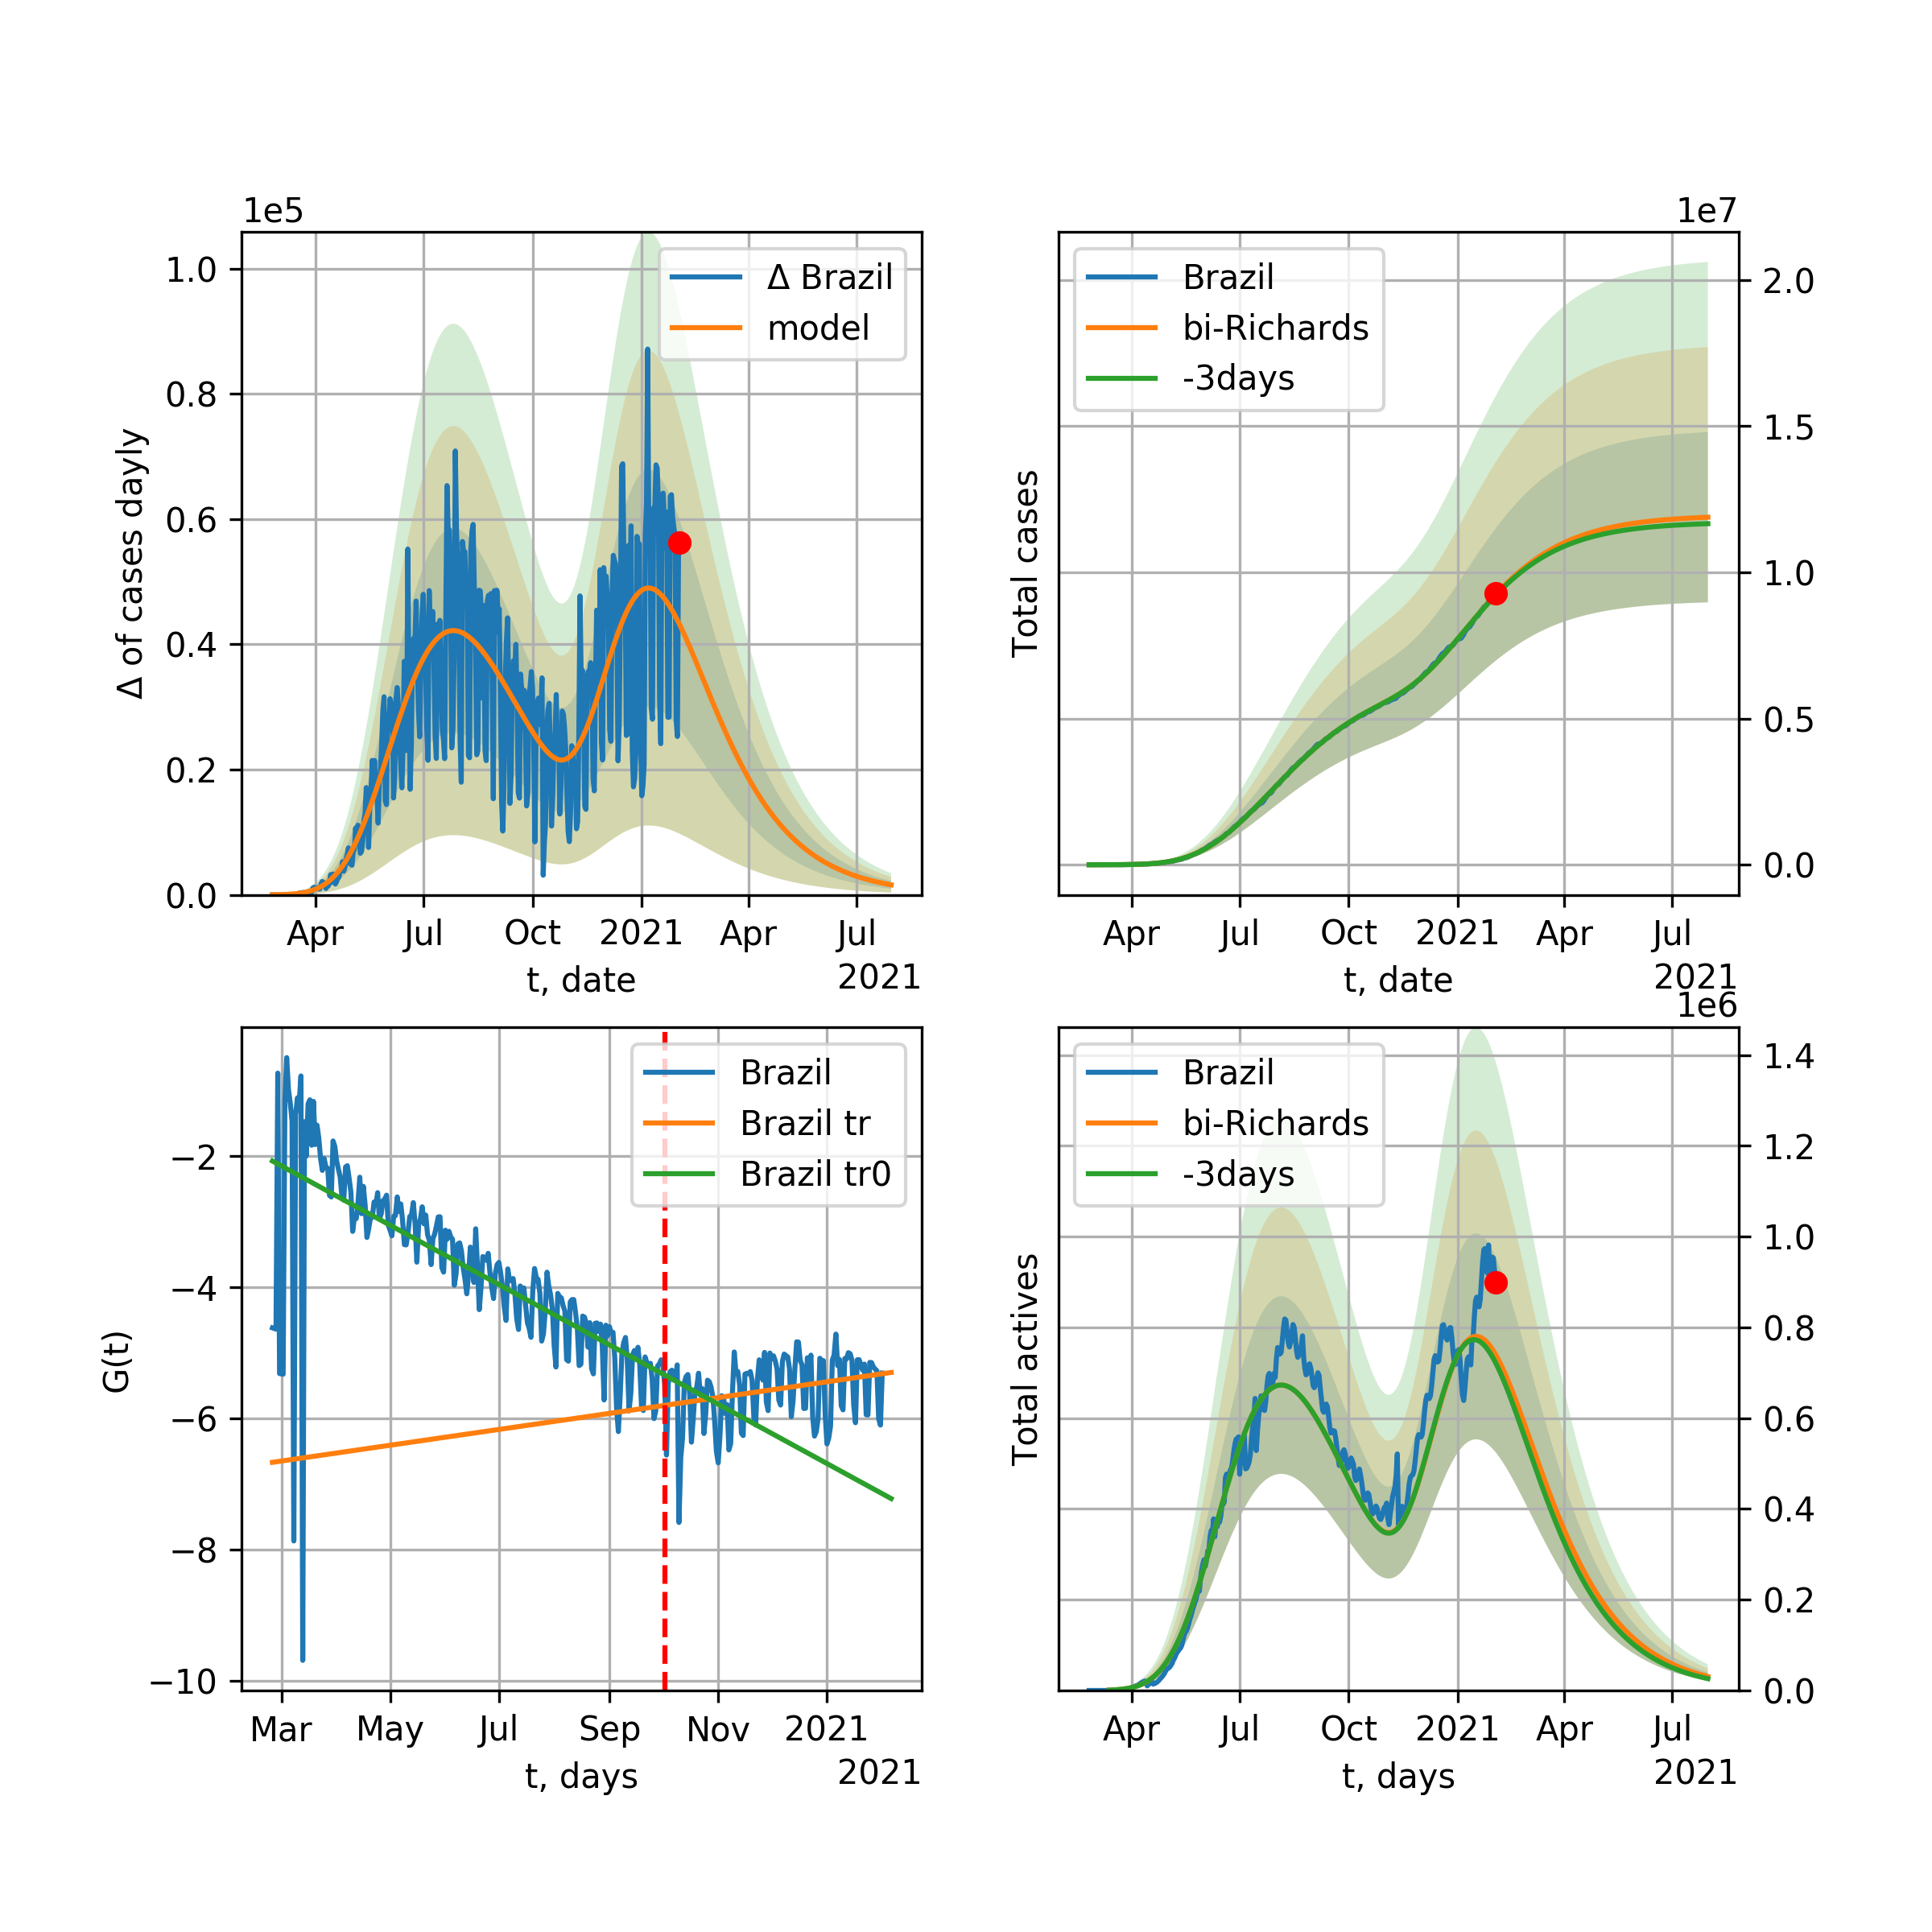 1e5
1.0
0.8
0.6
0.4
0.2
0.0
Δ of cases dayly
Δ Brazil
model
Apr Jul Oct 2021 Apr Jul
t, date
2021
1e7
Brazil
bi-Richards
-3days
Total cases
2.0
1.5
1.0
0.5
0.0
Apr Jul Oct 2021 Apr Jul
t, date
2021
G(t)
−2
−4
−6
−8
−10
Brazil
Brazil tr
Brazil tr0
Mar May Jul Sep Nov 2021
t, days
2021
1e6
Brazil
bi-Richards
-3days
Total actives
1.4
1.2
1.0
0.8
0.6
0.4
0.2
0.0
Apr Jul Oct 2021 Apr Jul
t, days
2021